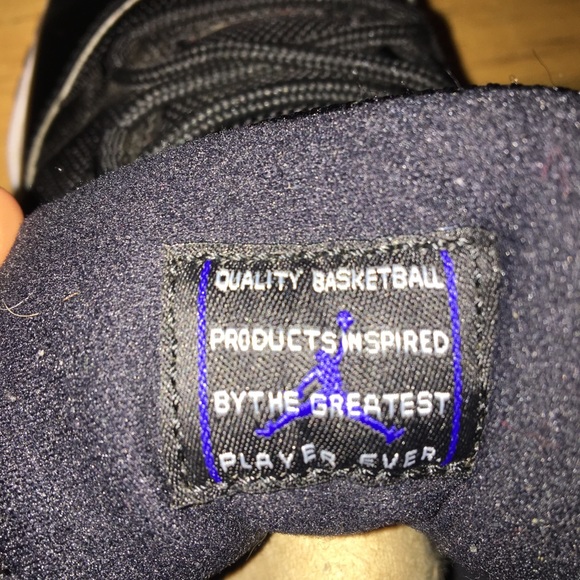 QUALITY BASKETBALL
PRODUCTS INSPIRED
BY THE GREATEST
PLAYER EVER.